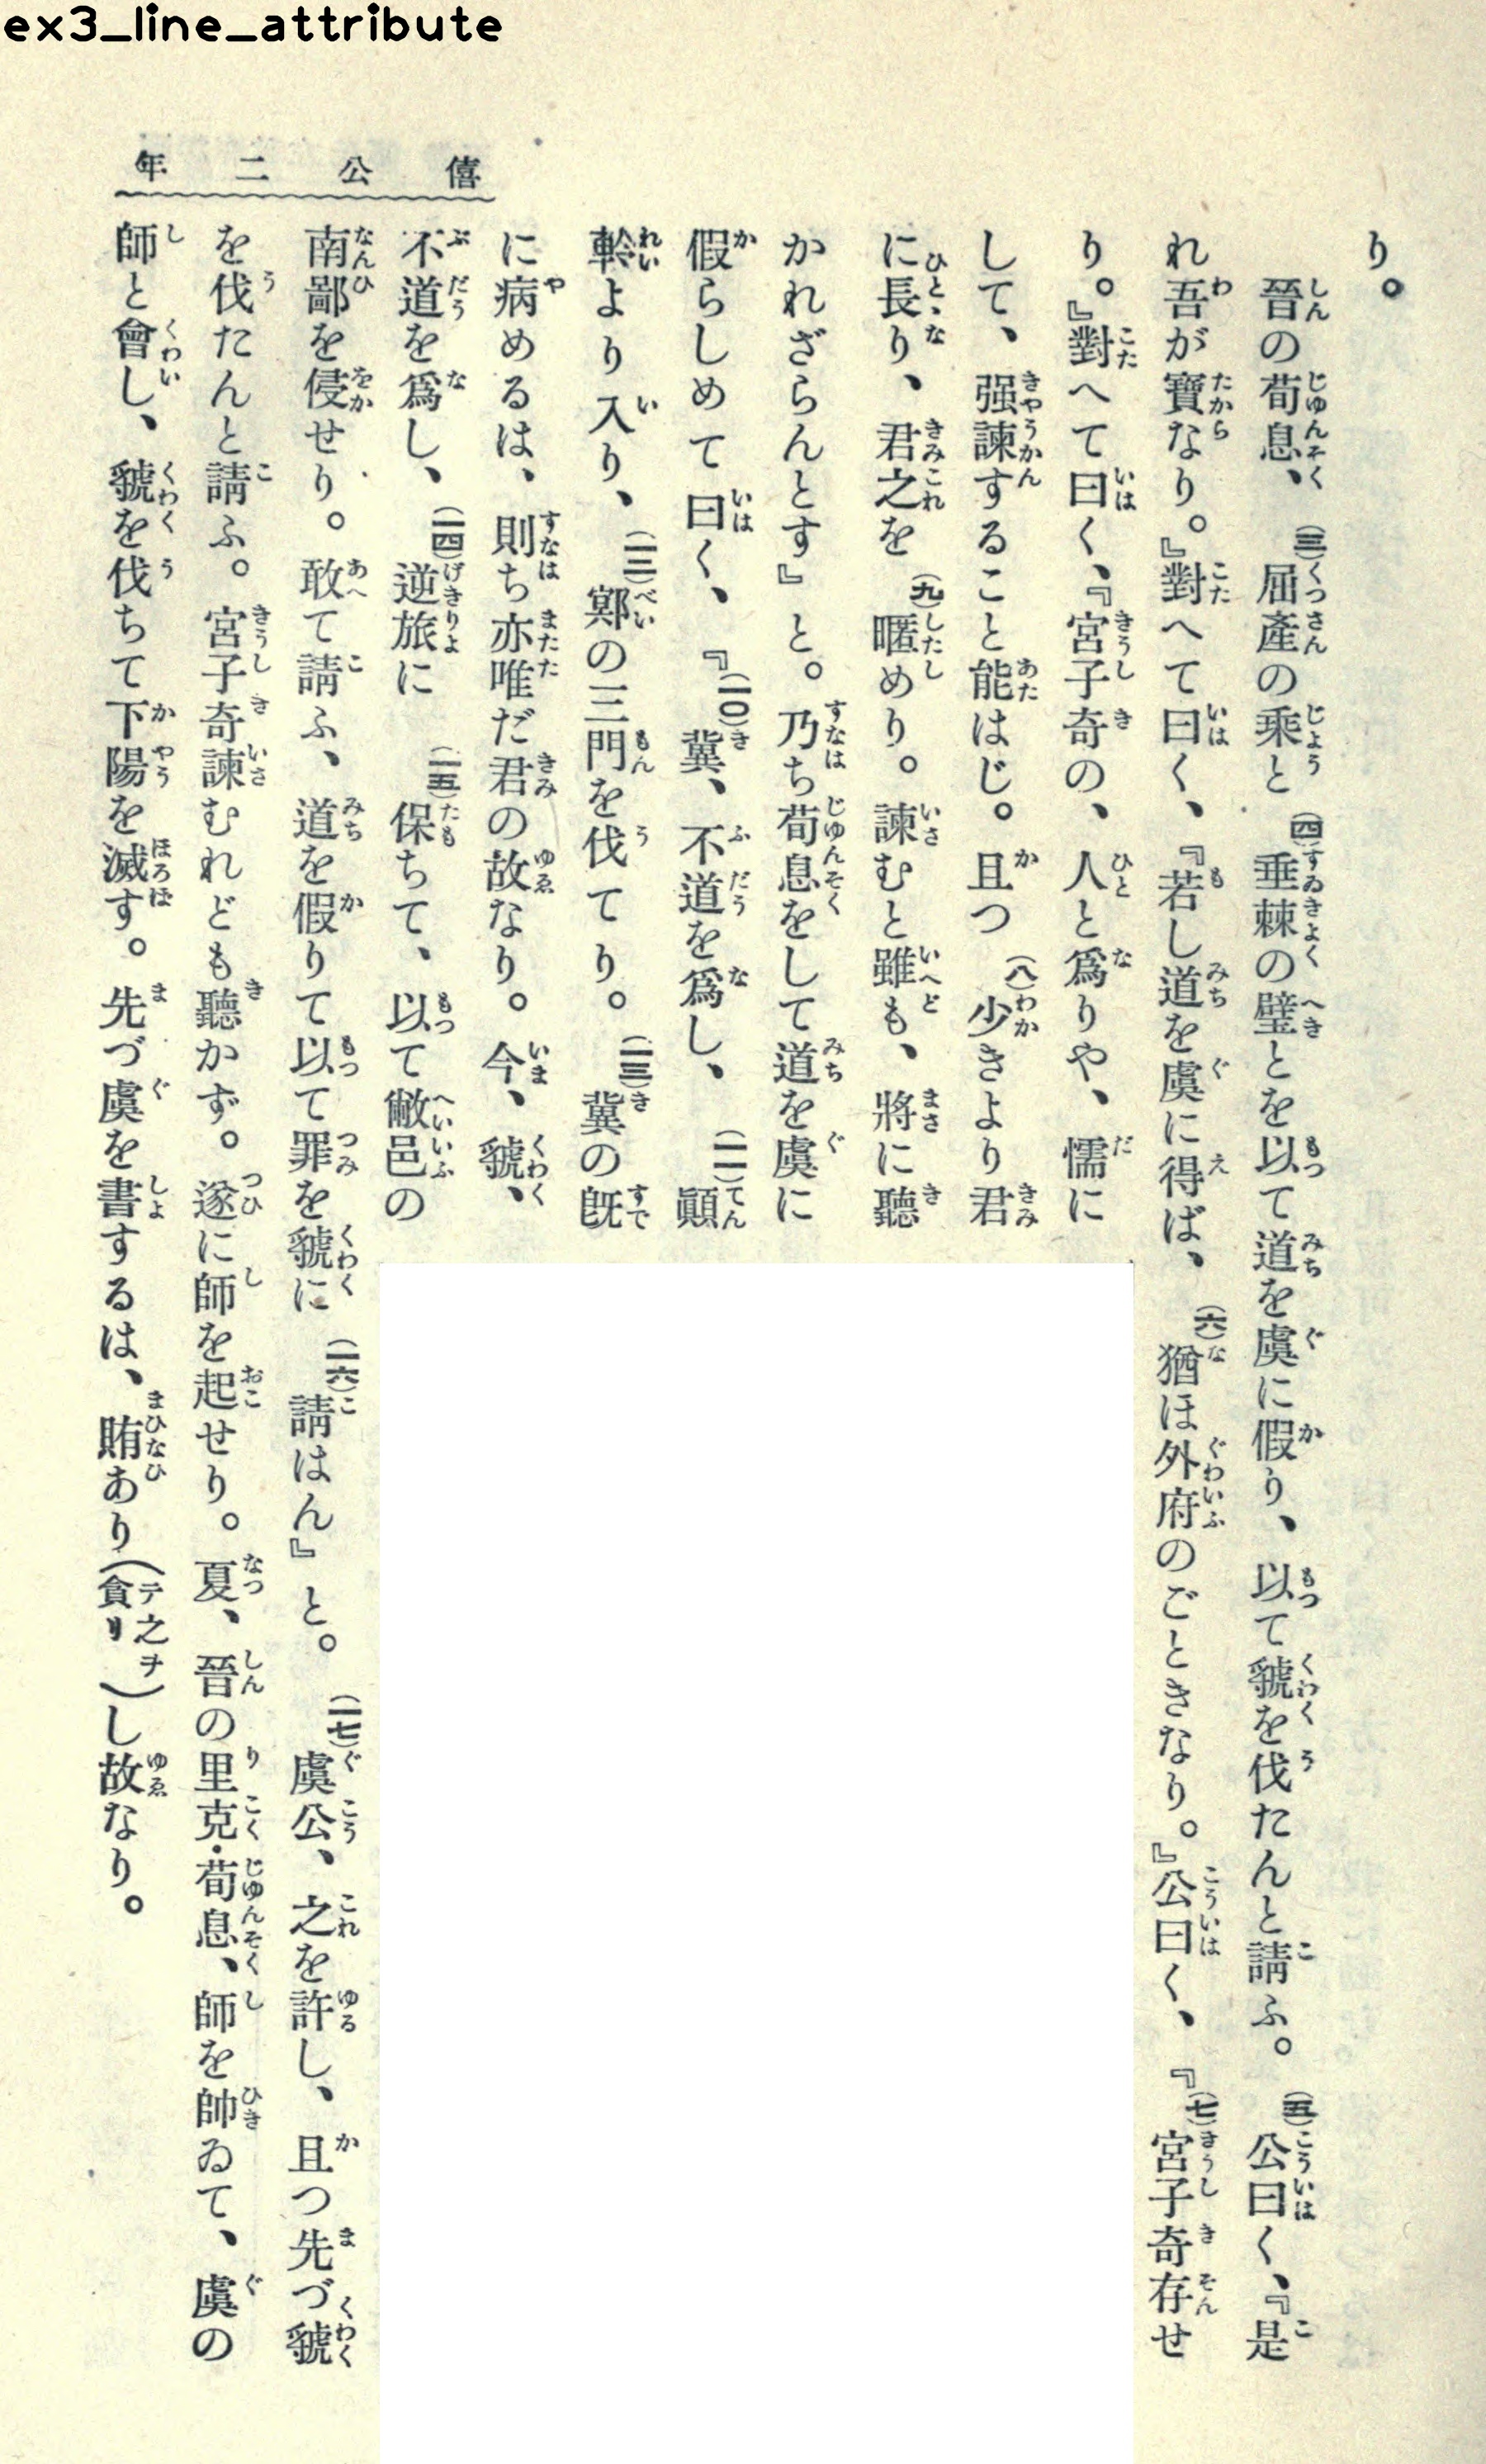 ex3_line_attribute
僖公二年
り。
晉の荀息、(三)屈產の乘と(四)垂棘の璧とを以て道を虞に假り、以て虢を伐たんと請ふ。(五)公曰く、『是
れ吾が寶なり。』對へて曰く、『若し道を虞に得ば、(六)猶ほ外府のごときなり。』公曰く、『(七)宮子奇存せ
り。』對へて曰く、『宮子奇の、人と爲りや、懦に
して、强諫すること能はじ。且つ(八)少きより君
に長り、君之を(九)暱めり。諫むと雖も、將に聽
かれざらんとす』と。乃ち荀息をして道を虞に
假らしめて曰く、『(一〇)冀、不道を爲し、(一一)顚
軨より入り、(一二)鄍の三門を伐てり。(一三)冀の旣
に病めるは、則ち亦唯だ君の故なり。今、虢、
不道を爲し、(一四)逆旅に(一五)保ちて、以て敝邑の
南鄙を侵せり。敢て請ふ、道を假りて以て罪を虢に(一六)請はん』と。(一七)虞公、之を許し、且つ先づ虢
を伐たんと請ふ。宮子奇諫むれども聽かず。遂に師を起せり。夏、晉の里克・荀息、師を帥ゐて、虞の
師と會し、虢を伐ちて下陽を滅す。先づ虞を書するは、賄あり(貪リテ之ヲ)し故なり。